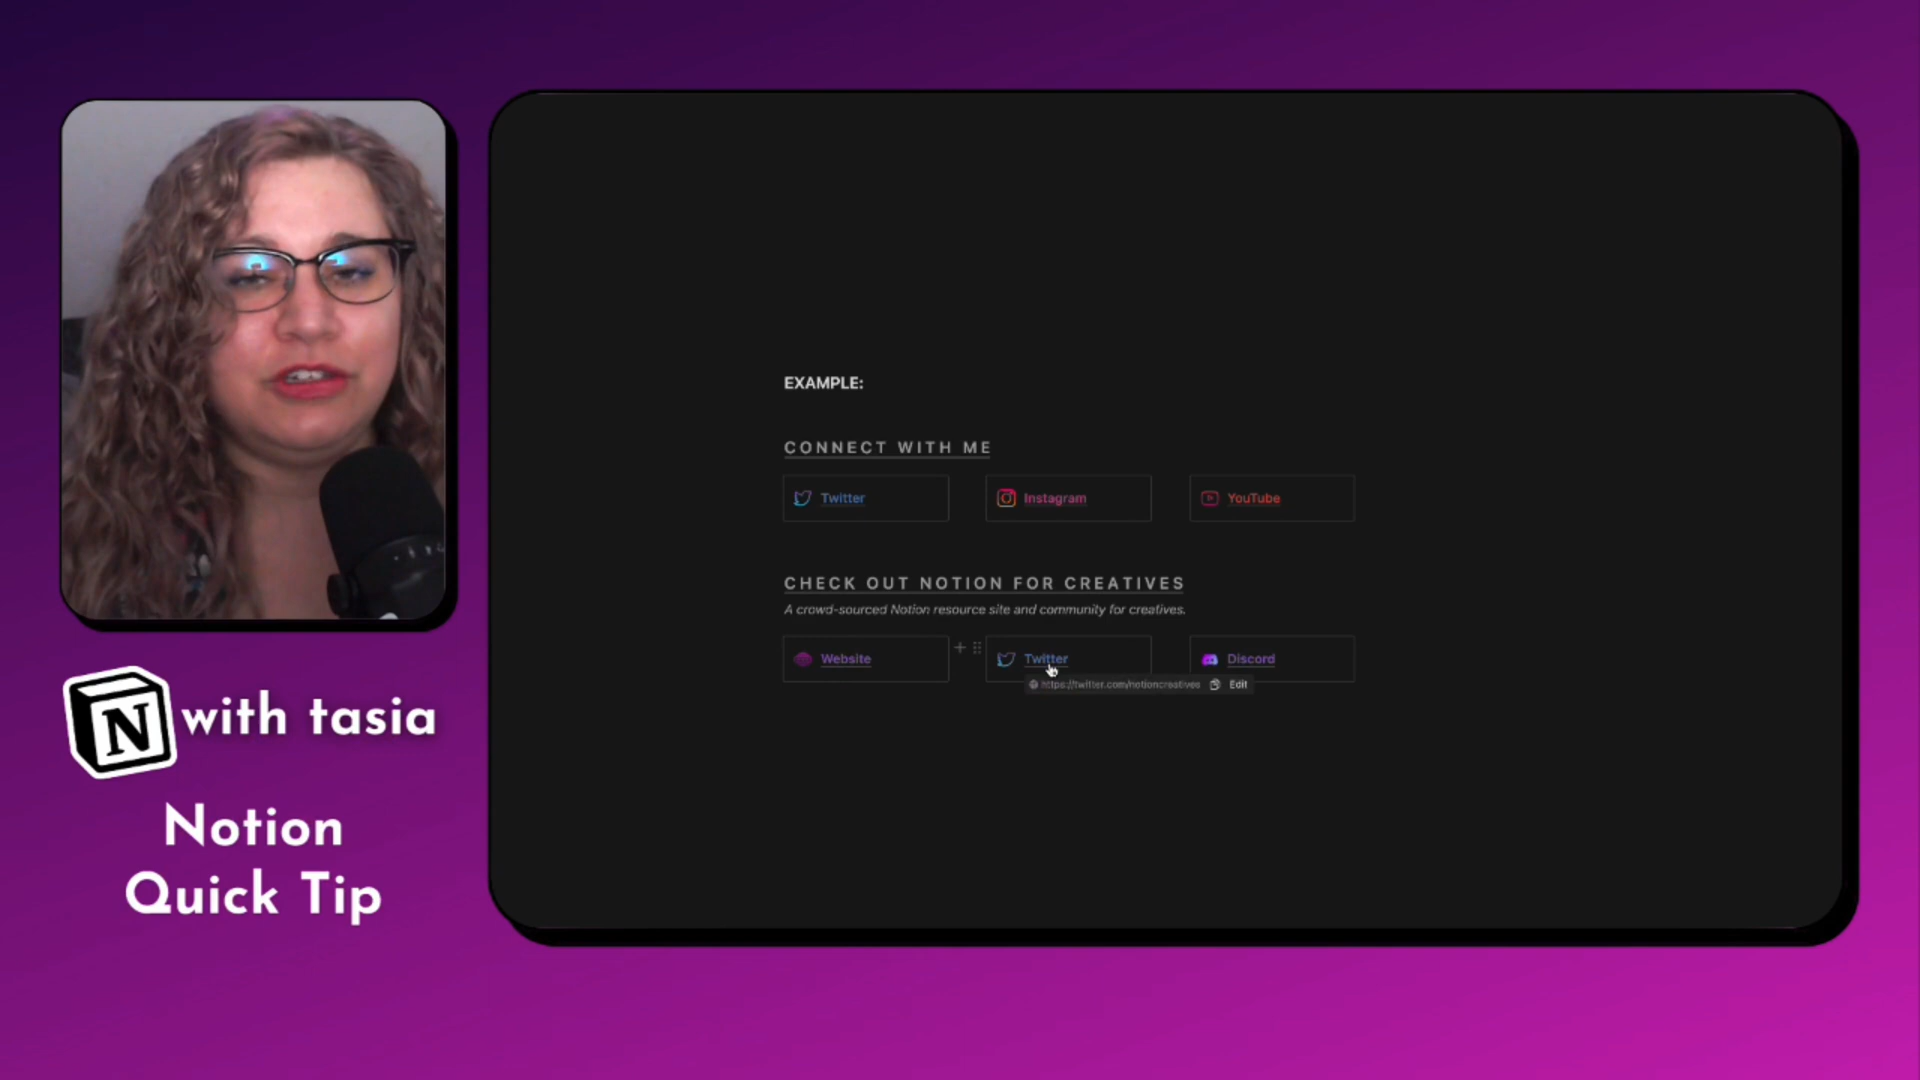 EXAMPLE:
CONNECT WITH ME
Twitter
Instagram
YouTube
CHECK OUT NOTION FOR CREATIVES
A crowd-sourced Notion resource site and community for creatives.
Website
Twitter
Discord
https://twitter.com/notioncreatives
Edit
N with tasia
Notion
Quick Tip